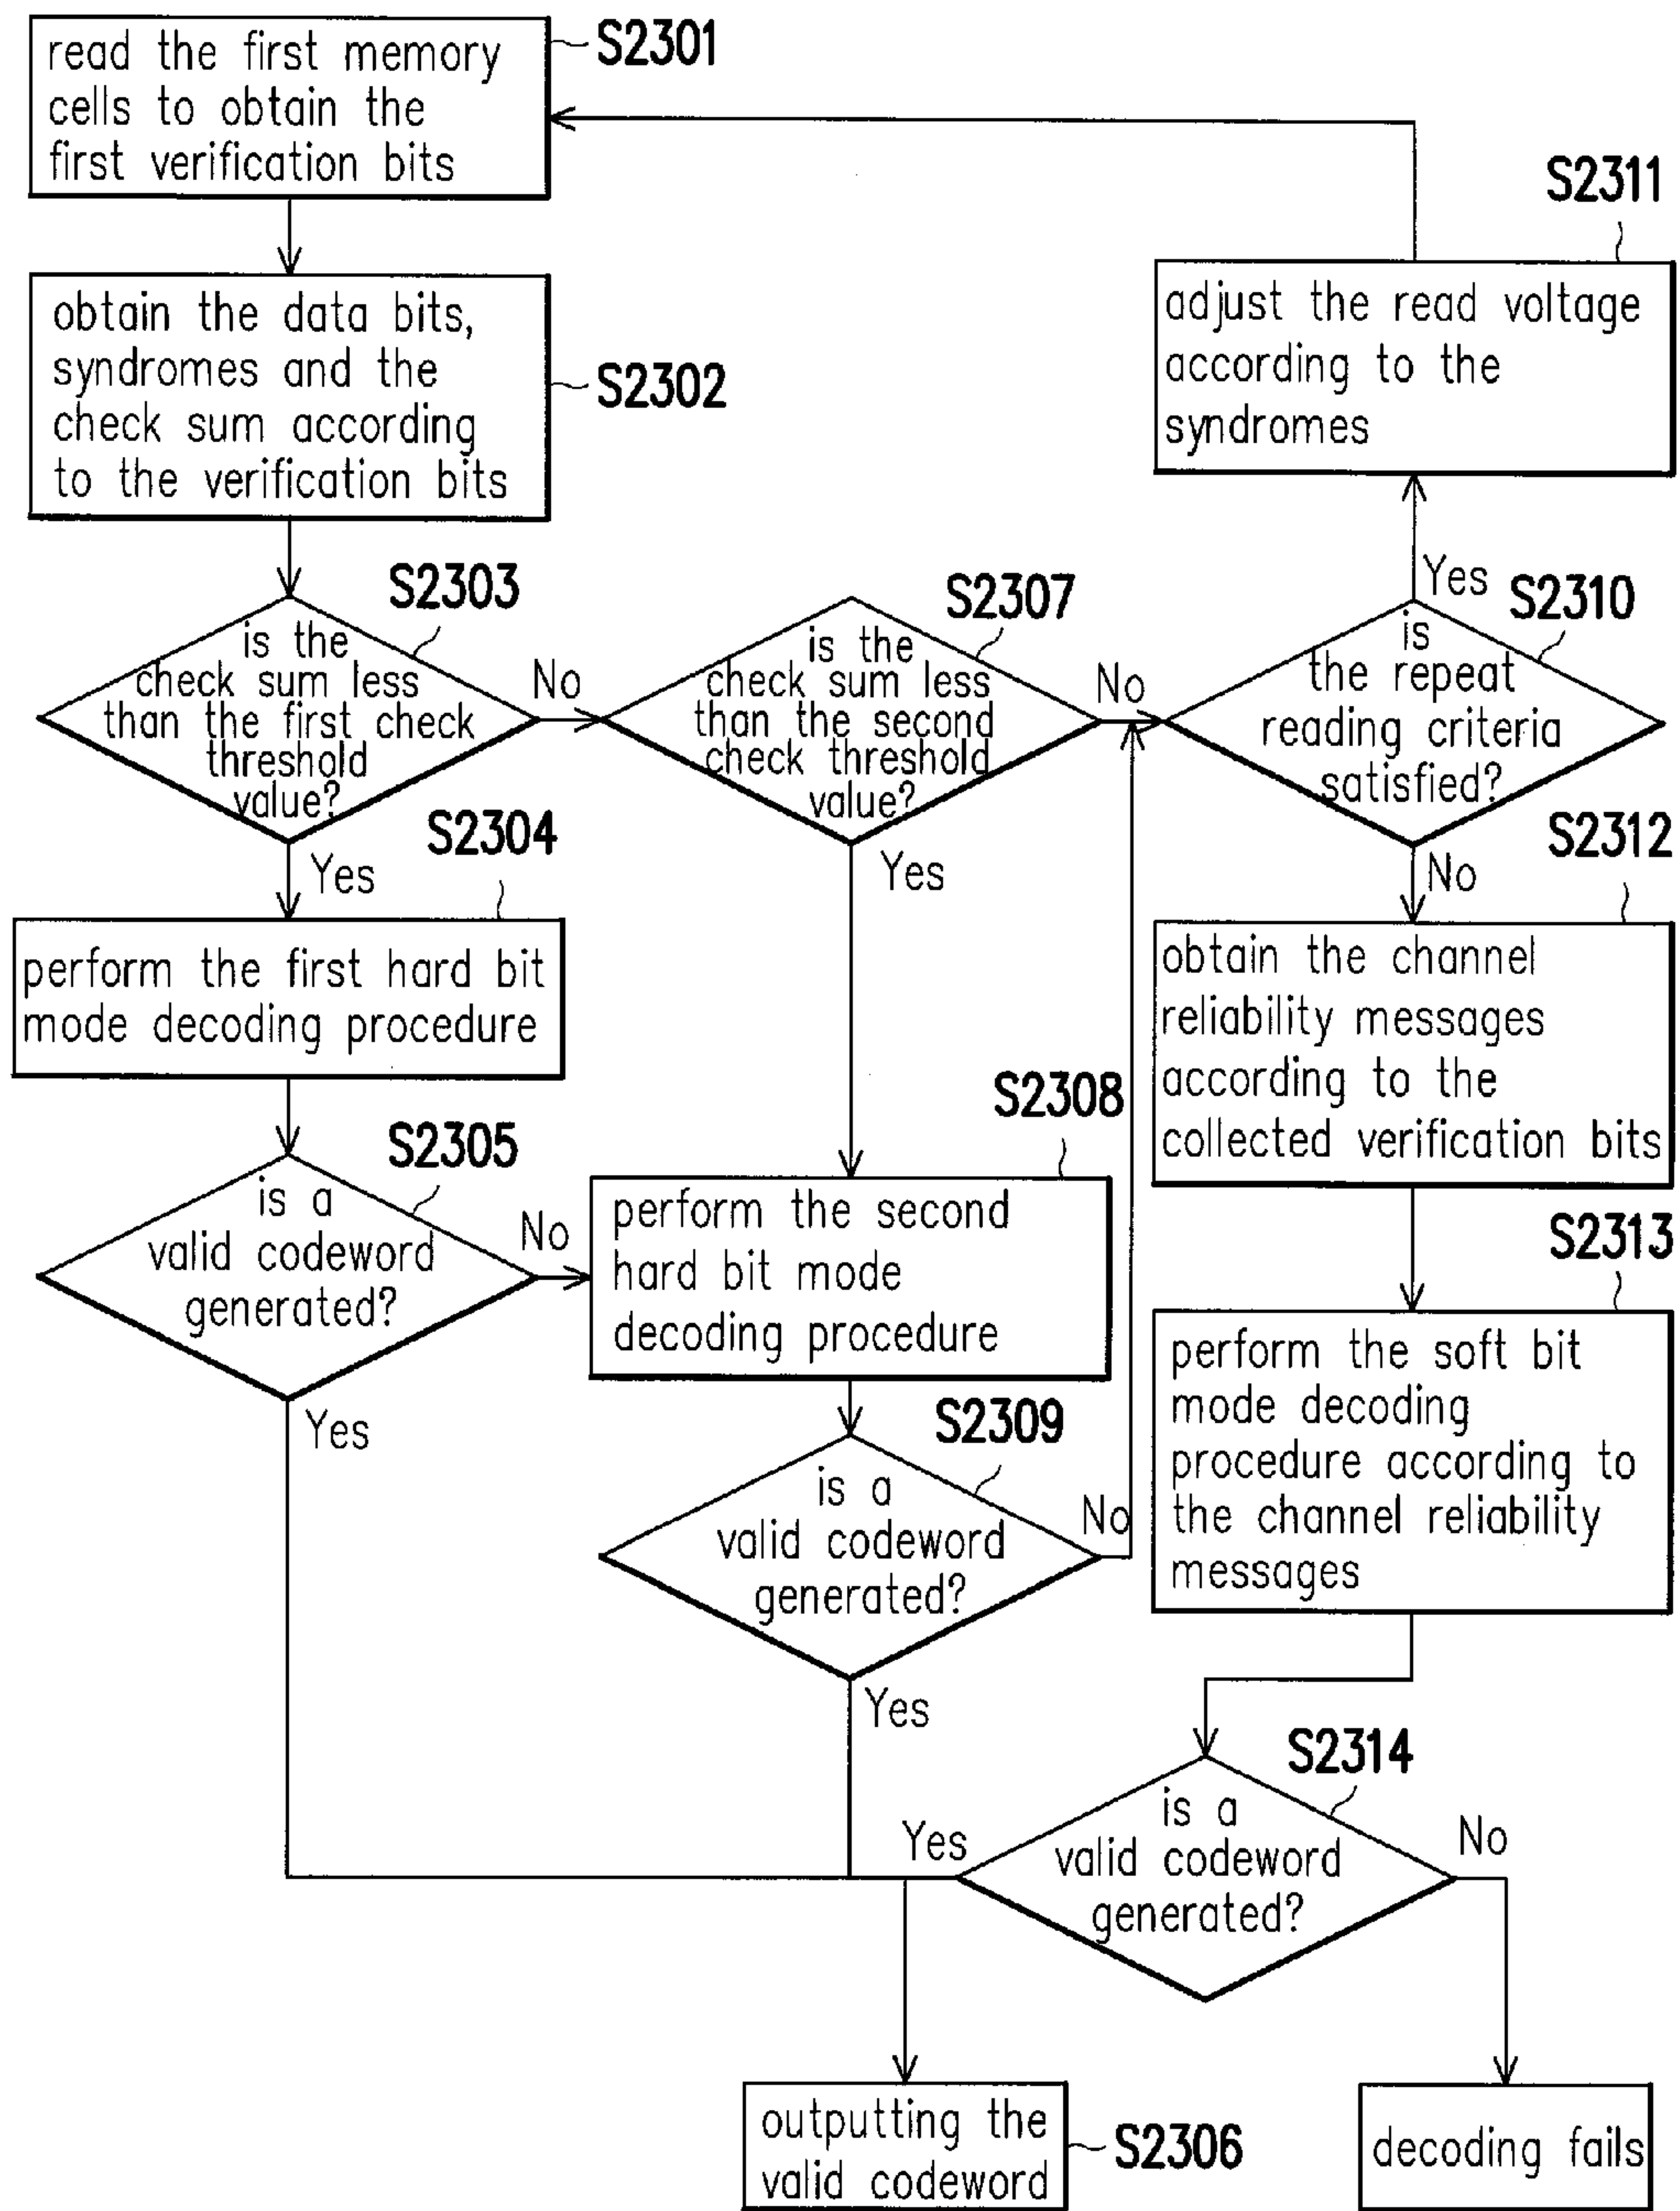 read the first memory
cells to obtain the
first verification bits
S2301
obtain the data bits,
syndromes and the
check sum according
to the verification bits
S2302
S2303
is the
check sum less
than the first check
threshold
value?
No
Yes
S2304
perform the first hard bit
mode decoding procedure
S2305
is a
valid codeword
generated?
No
Yes
S2307
is the
check sum less
than the second
check threshold
value?
No
Yes
S2308
perform the second
hard bit mode
decoding procedure
S2309
is a
valid codeword
generated?
No
Yes
S2311
adjust the read voltage
according to the
syndromes
Yes
S2310
is
the repeat
reading criteria
satisfied?
No
S2312
obtain the channel
reliability messages
according to the
collected verification bits
S2313
perform the soft bit
mode decoding
procedure according to
the channel reliability
messages
S2314
is a
valid codeword
generated?
Yes
No
outputting the
valid codeword
S2306
decoding fails